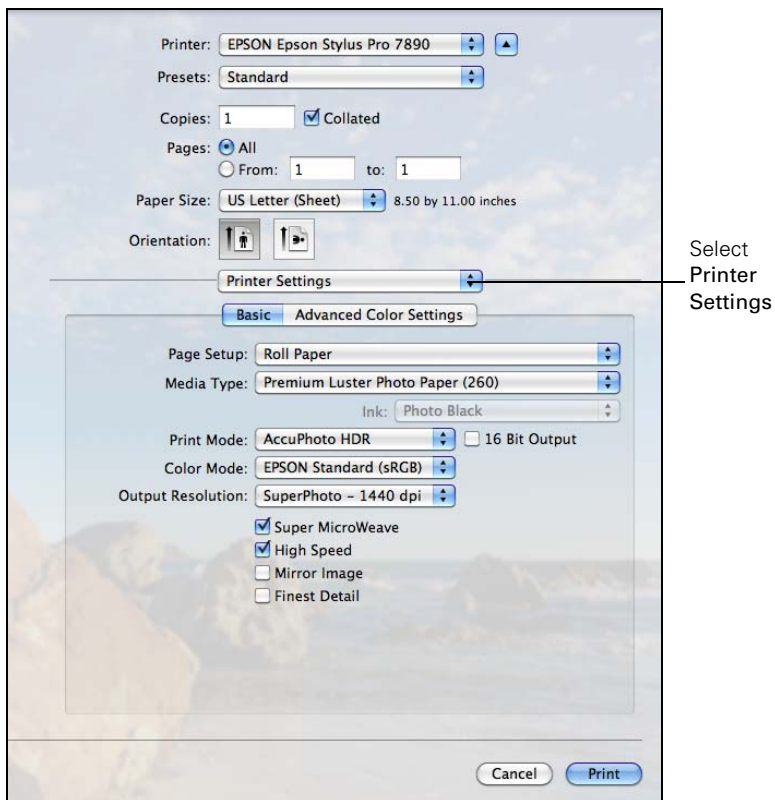 Printer: EPSON Epson Stylus Pro 7890
Presets: Standard
Copies: 1 Collated
Pages: All
From: 1 to: 1
Paper Size: US Letter (Sheet) 8.50 by 11.00 inches
Orientation:
Printer Settings
Select
Printer
Settings
Basic Advanced Color Settings
Page Setup: Roll Paper
Media Type: Premium Luster Photo Paper (260)
Ink: Photo Black
Print Mode: AccuPhoto HDR 16 Bit Output
Color Mode: EPSON Standard (sRGB)
Output Resolution: SuperPhoto – 1440 dpi
Super MicroWeave
High Speed
Mirror Image
Finest Detail
Cancel Print